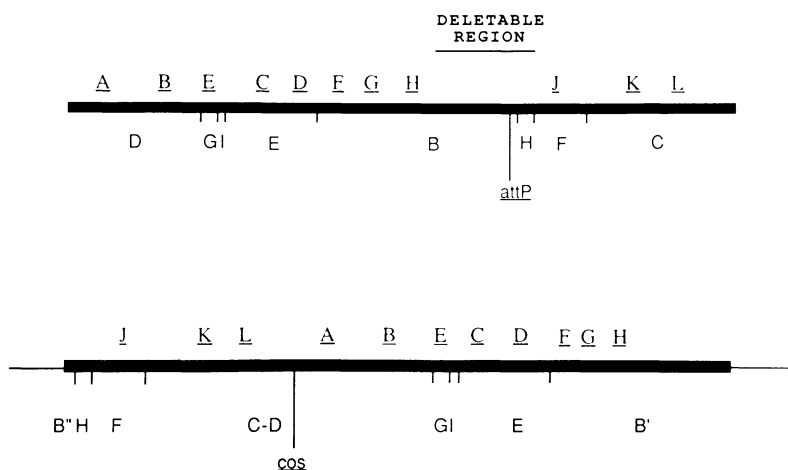 DELETABLE
REGION
A B E C D F G H J K L
D G I E B H F C
attP
J K L A B E C D F G H
B" H F C-D G I E B'
cos